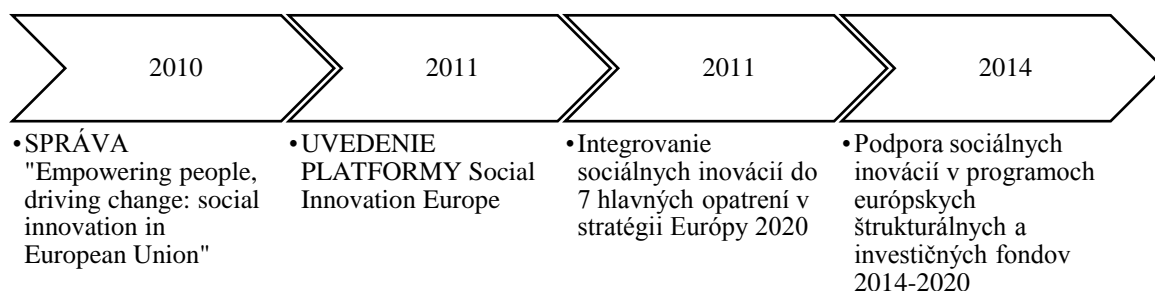 2010
•SPRÁVA
"Empowering people,
driving change: social
innovation in
European Union"
2011
•UVEDENIE
PLATFORMY Social
Innovation Europe
2011
•Integrovanie
sociálnych inovácií do
7 hlavných opatrení v
stratégii Európy 2020
2014
•Podpora sociálnych
inovácií v programoch
európskych
štrukturálnych a
investičných fondov
2014-2020